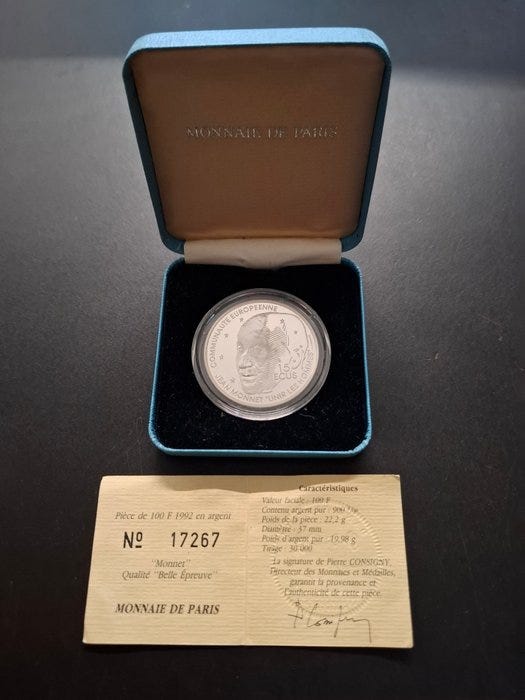 MONNAIE DE PARIS
COMMUNAUTE EUROPEENNE
15
ECUS
JEAN MONNET "UNIR LES HOMMES"
Pièce de 100 F 1992 en argent
Nº 17267
"Monnet"
Qualité "Belle Épreuve"
MONNAIE DE PARIS
Caractéristiques
Valeur faciale : 100 F
Contenu argent pur : 900
Poids de la pièce : 22,2 g
Diamètre : 37 mm
Poids d'argent pur : 19,98 g
Tirage : 30 000
La signature de Pierre CONSIGNY,
Directeur des Monnaies et Médailles,
garantit la provenance et
l'authenticité de cette pièce.